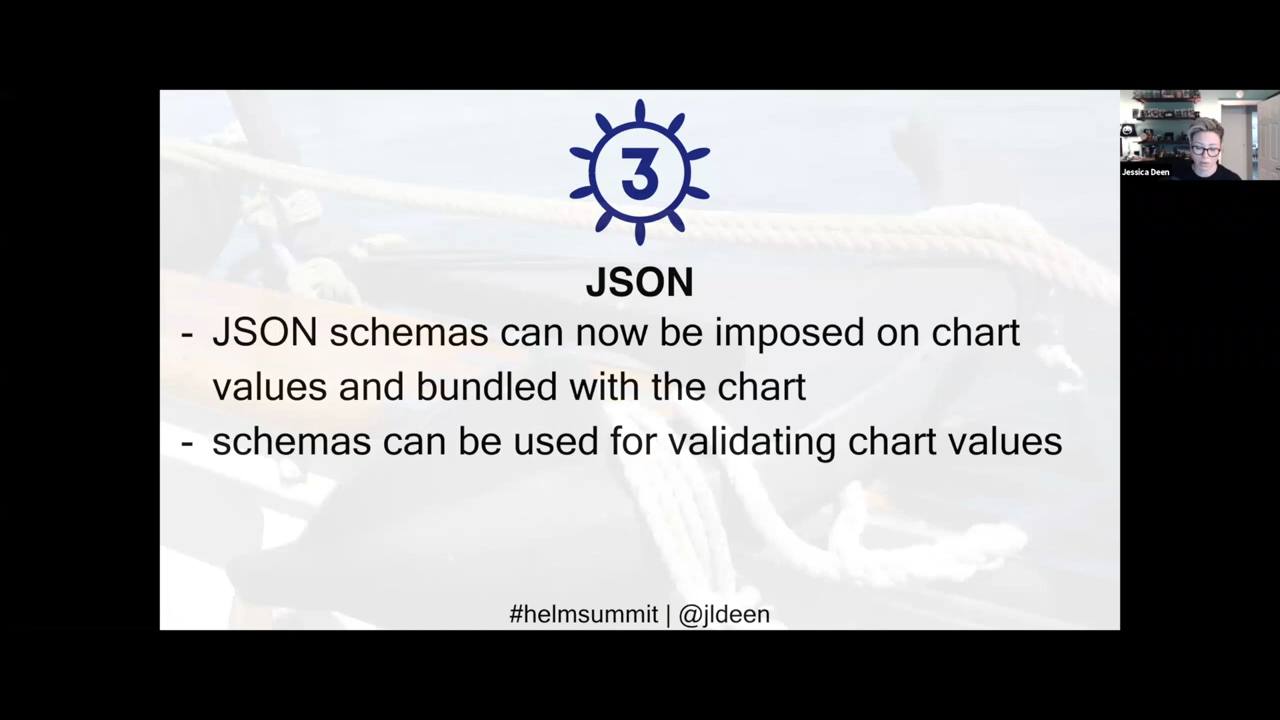 3
JSON
- JSON schemas can now be imposed on chart
values and bundled with the chart
- schemas can be used for validating chart values
#helmsummit | @jldeen
Jessica Deen